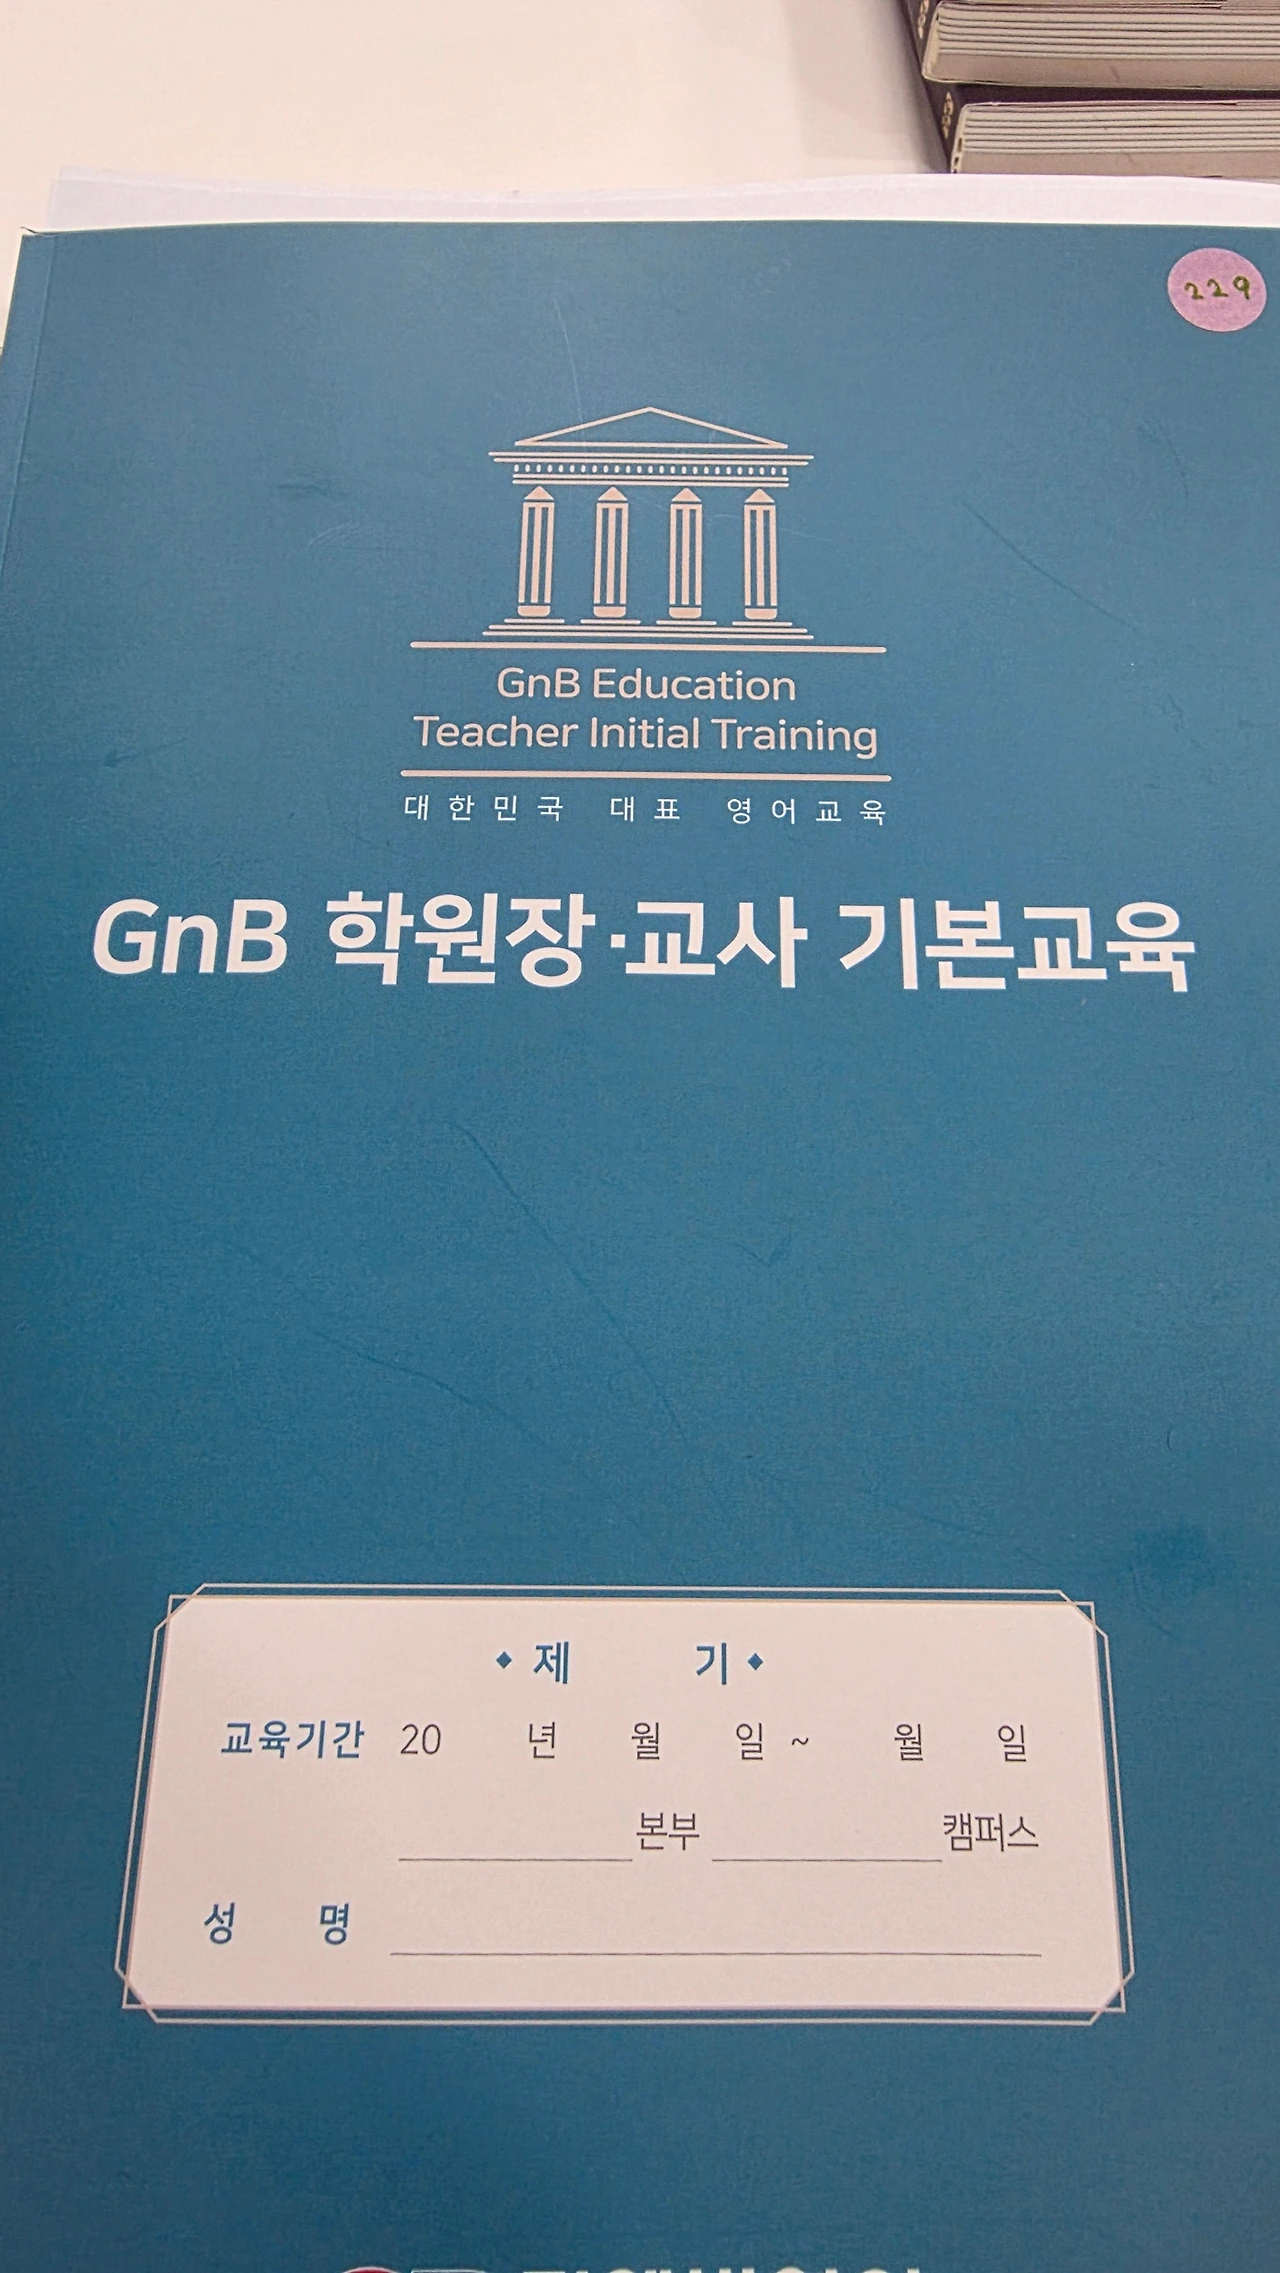 229
GnB Education
Teacher Initial Training
대한민국 대표 영어교육
GnB 학원장·교사 기본교육
◆ 제 기 ◆
교육기간 20 년 월 일 ~ 월 일
본부 캠퍼스
성 명